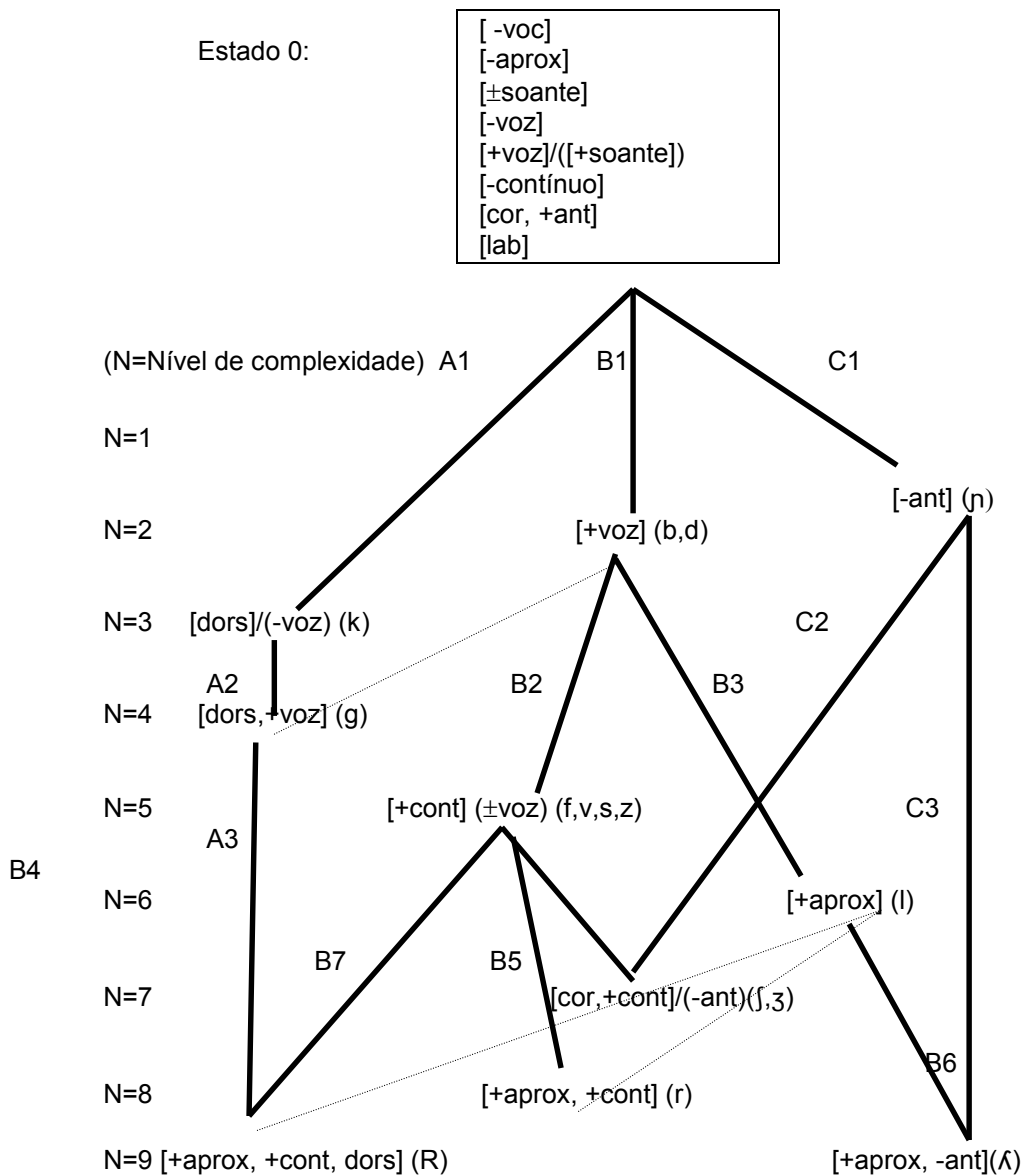 Estado 0:
[ -voc]
[-aprox]
[±soante]
[-voz]
[+voz]/([+soante])
[-contínuo]
[cor, +ant]
[lab]
(N=Nível de complexidade) A1 B1 C1
N=1
[-ant] (ɲ)
N=2 [+voz] (b,d)
N=3 [dors]/(-voz) (k) C2
A2 B2 B3
N=4 [dors,+voz] (g)
N=5 [+cont] (±voz) (f,v,s,z) C3
A3
B4
N=6 [+aprox] (l)
B7 B5
N=7 [cor,+cont]/(-ant)(ʃ,ʒ)
B6
N=8 [+aprox, +cont] (r)
N=9 [+aprox, +cont, dors] (R) [+aprox, -ant](ʎ)